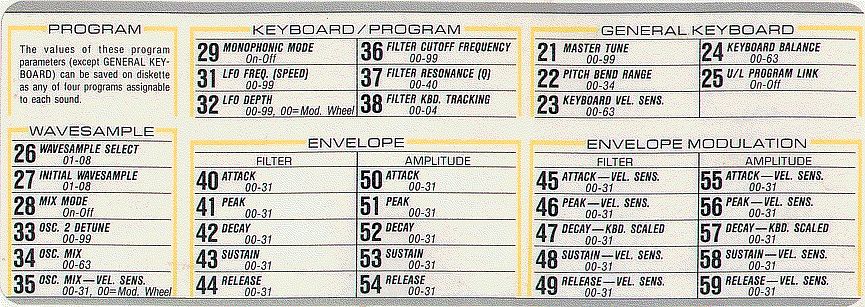 PROGRAM
The values of these program
parameters (except GENERAL KEY-
BOARD) can be saved on diskette
as any of four programs assignable
to each sound.
KEYBOARD/PROGRAM
29 MONOPHONIC MODE
On-Off
31 LFO FREQ. (SPEED)
00-99
32 LFO DEPTH
00-99, 00=Mod. Wheel
36 FILTER CUTOFF FREQUENCY
00-99
37 FILTER RESONANCE (Q)
00-40
38 FILTER KBD. TRACKING
00-04
GENERAL KEYBOARD
21 MASTER TUNE
00-99
22 PITCH BEND RANGE
00-34
23 KEYBOARD VEL. SENS.
00-63
24 KEYBOARD BALANCE
00-63
25 U/L PROGRAM LINK
On-Off
WAVESAMPLE
26 WAVESAMPLE SELECT
01-08
27 INITIAL WAVESAMPLE
01-08
28 MIX MODE
On-Off
33 OSC. 2 DETUNE
00-99
34 OSC. MIX
00-63
35 OSC. MIX—VEL. SENS.
00-31, 00=Mod. Wheel
ENVELOPE
FILTER
40 ATTACK
00-31
41 PEAK
00-31
42 DECAY
00-31
43 SUSTAIN
00-31
44 RELEASE
00-31
AMPLITUDE
50 ATTACK
00-31
51 PEAK
00-31
52 DECAY
00-31
53 SUSTAIN
00-31
54 RELEASE
00-31
ENVELOPE MODULATION
FILTER
45 ATTACK—VEL. SENS.
00-31
46 PEAK—VEL. SENS.
00-31
47 DECAY—KBD. SCALED
00-31
48 SUSTAIN—VEL. SENS.
00-31
49 RELEASE—VEL. SENS.
00-31
AMPLITUDE
55 ATTACK—VEL. SENS.
00-31
56 PEAK—VEL. SENS.
00-31
57 DECAY—KBD. SCALED
00-31
58 SUSTAIN—VEL. SENS.
00-31
59 RELEASE—VEL. SENS.
00-31